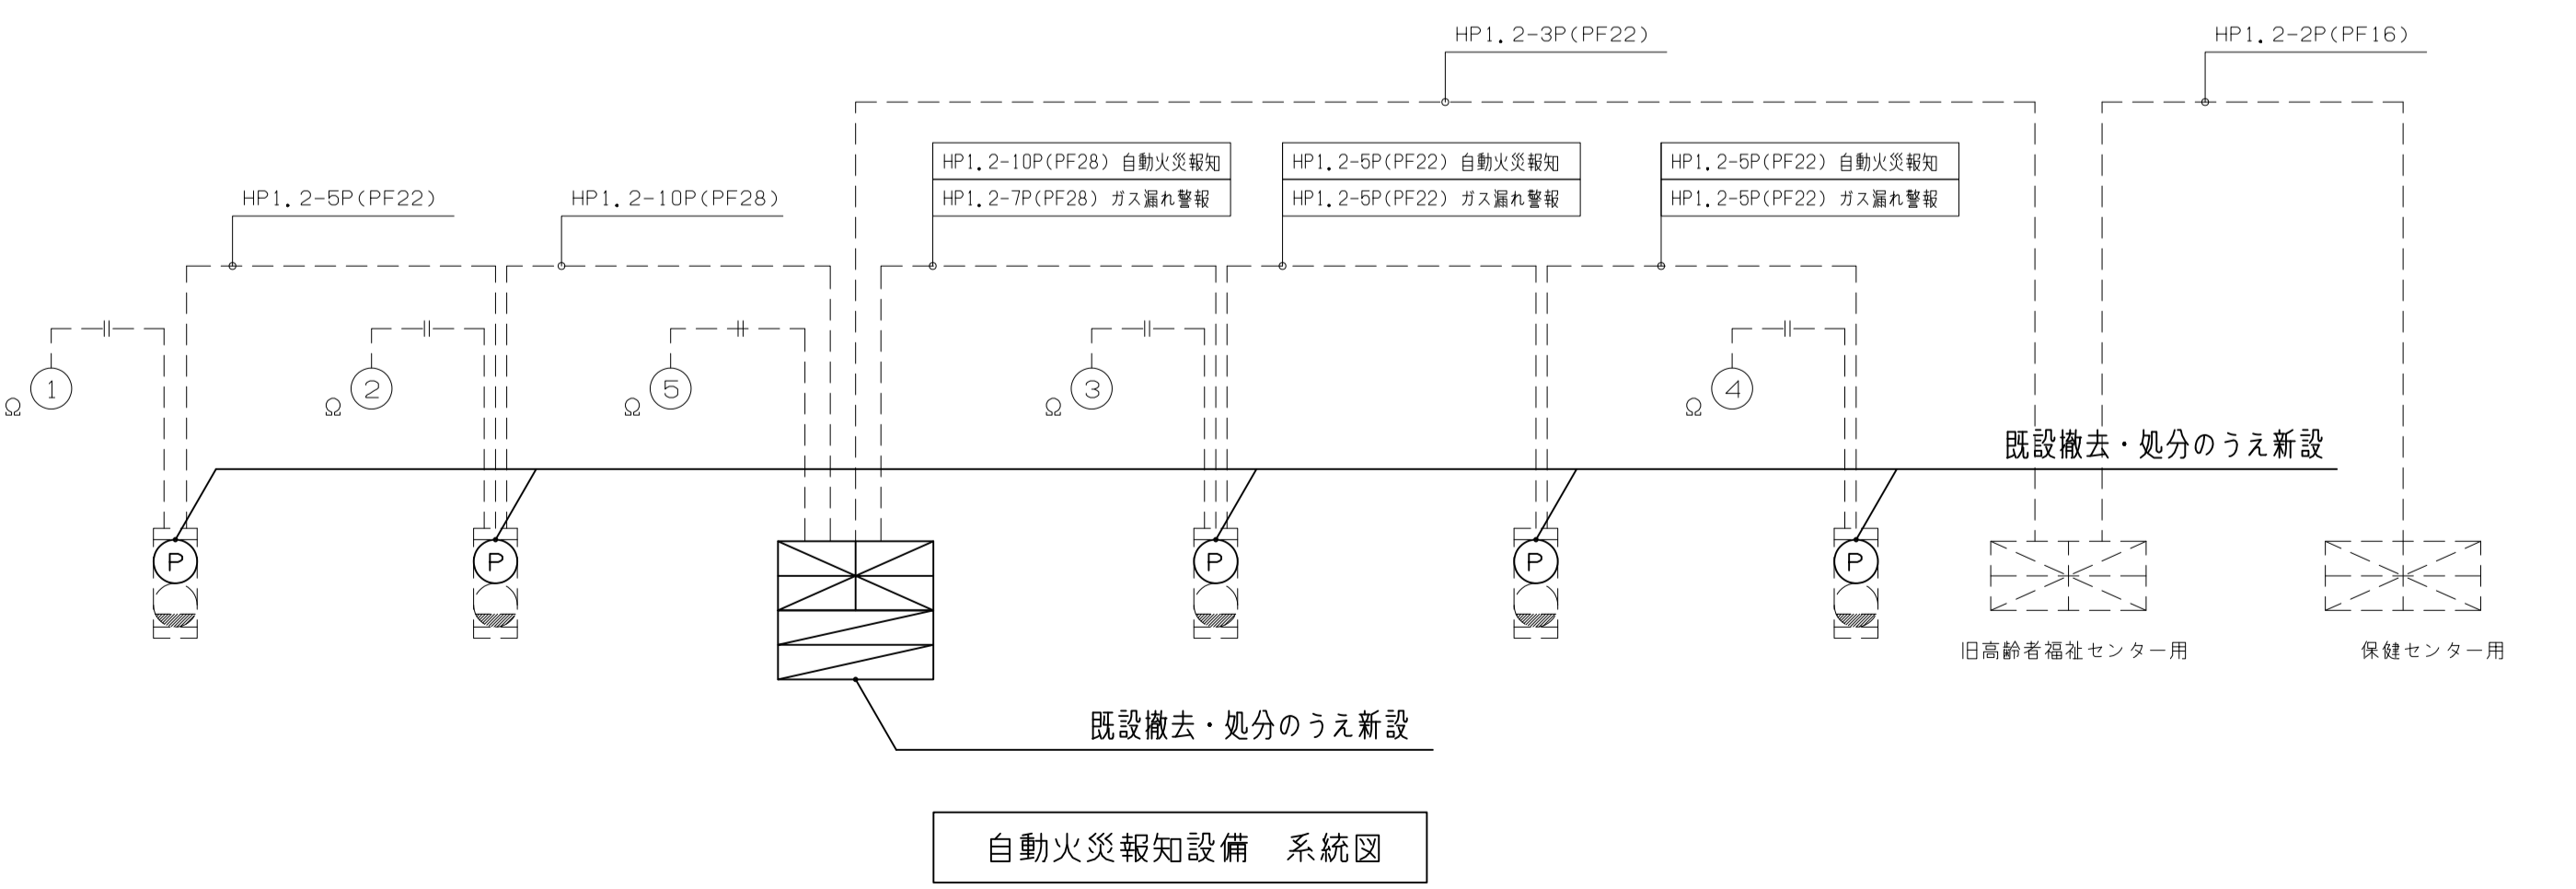 HP1.2-3P(PF22)
HP1.2-2P(PF16)
HP1.2-10P(PF28) 自動火災報知
HP1.2-7P(PF28) ガス漏れ警報
HP1.2-5P(PF22) 自動火災報知
HP1.2-5P(PF22) ガス漏れ警報
HP1.2-5P(PF22) 自動火災報知
HP1.2-5P(PF22) ガス漏れ警報
HP1.2-5P(PF22)
HP1.2-10P(PF28)
Ω 1
Ω 2
Ω 5
Ω 3
Ω 4
既設撤去・処分のうえ新設
P
P
P
P
P
旧高齢者福祉センター用
保健センター用
既設撤去・処分のうえ新設
自動火災報知設備 系統図